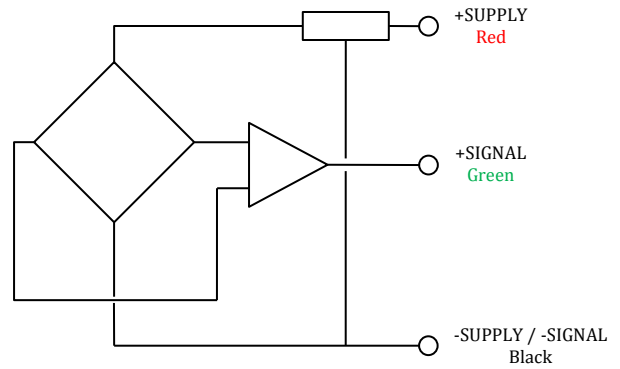 +SUPPLY
Red
+SIGNAL
Green
-SUPPLY / -SIGNAL
Black